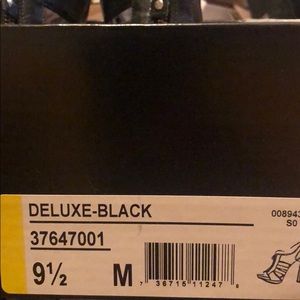 DELUXE-BLACK
008943
S0
37647001
9½ M
7 36715 11247 8